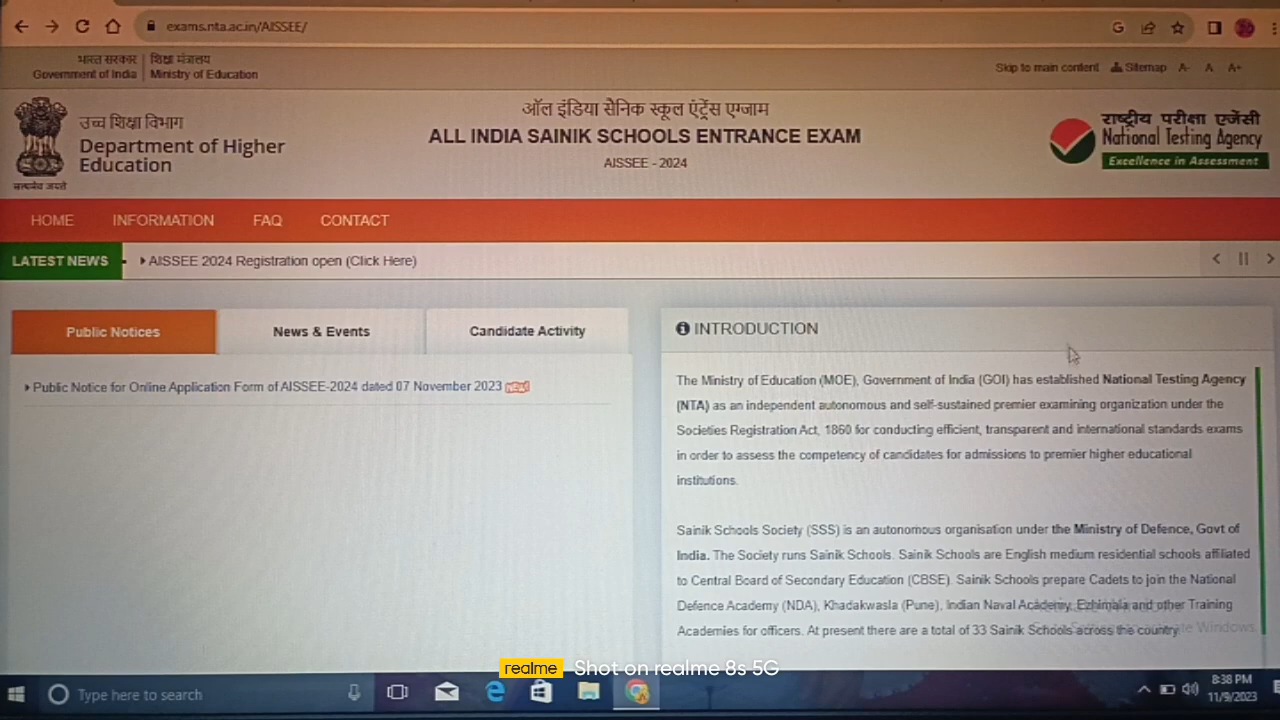 exams.nta.ac.in/AISSEE/
भारत सरकार | शिक्षा मंत्रालय
Government of India | Ministry of Education
Skip to main content Sitemap A- A A+
उच्च शिक्षा विभाग
Department of Higher
Education
सत्यमेव जयते
ऑल इंडिया सैनिक स्कूल एंट्रेंस एग्जाम
ALL INDIA SAINIK SCHOOLS ENTRANCE EXAM
AISSEE - 2024
राष्ट्रीय परीक्षा एजेंसी
National Testing Agency
Excellence in Assessment
HOME INFORMATION FAQ CONTACT
LATEST NEWS AISSEE 2024 Registration open (Click Here)
Public Notices News & Events Candidate Activity
Public Notice for Online Application Form of AISSEE-2024 dated 07 November 2023 NEW!
INTRODUCTION
The Ministry of Education (MOE), Government of India (GOI) has established National Testing Agency
(NTA) as an independent autonomous and self-sustained premier examining organization under the
Societies Registration Act, 1860 for conducting efficient, transparent and international standards exams
in order to assess the competency of candidates for admissions to premier higher educational
institutions.
Sainik Schools Society (SSS) is an autonomous organisation under the Ministry of Defence, Govt of
India. The Society runs Sainik Schools. Sainik Schools are English medium residential schools affiliated
to Central Board of Secondary Education (CBSE). Sainik Schools prepare Cadets to join the National
Defence Academy (NDA), Khadakwasla (Pune), Indian Naval Academy, Ezhimala and other Training
Academies for officers. At present there are a total of 33 Sainik Schools across the country
Windows.
realme Shot on realme 8s 5G
Type here to search
8:38 PM
11/9/2023